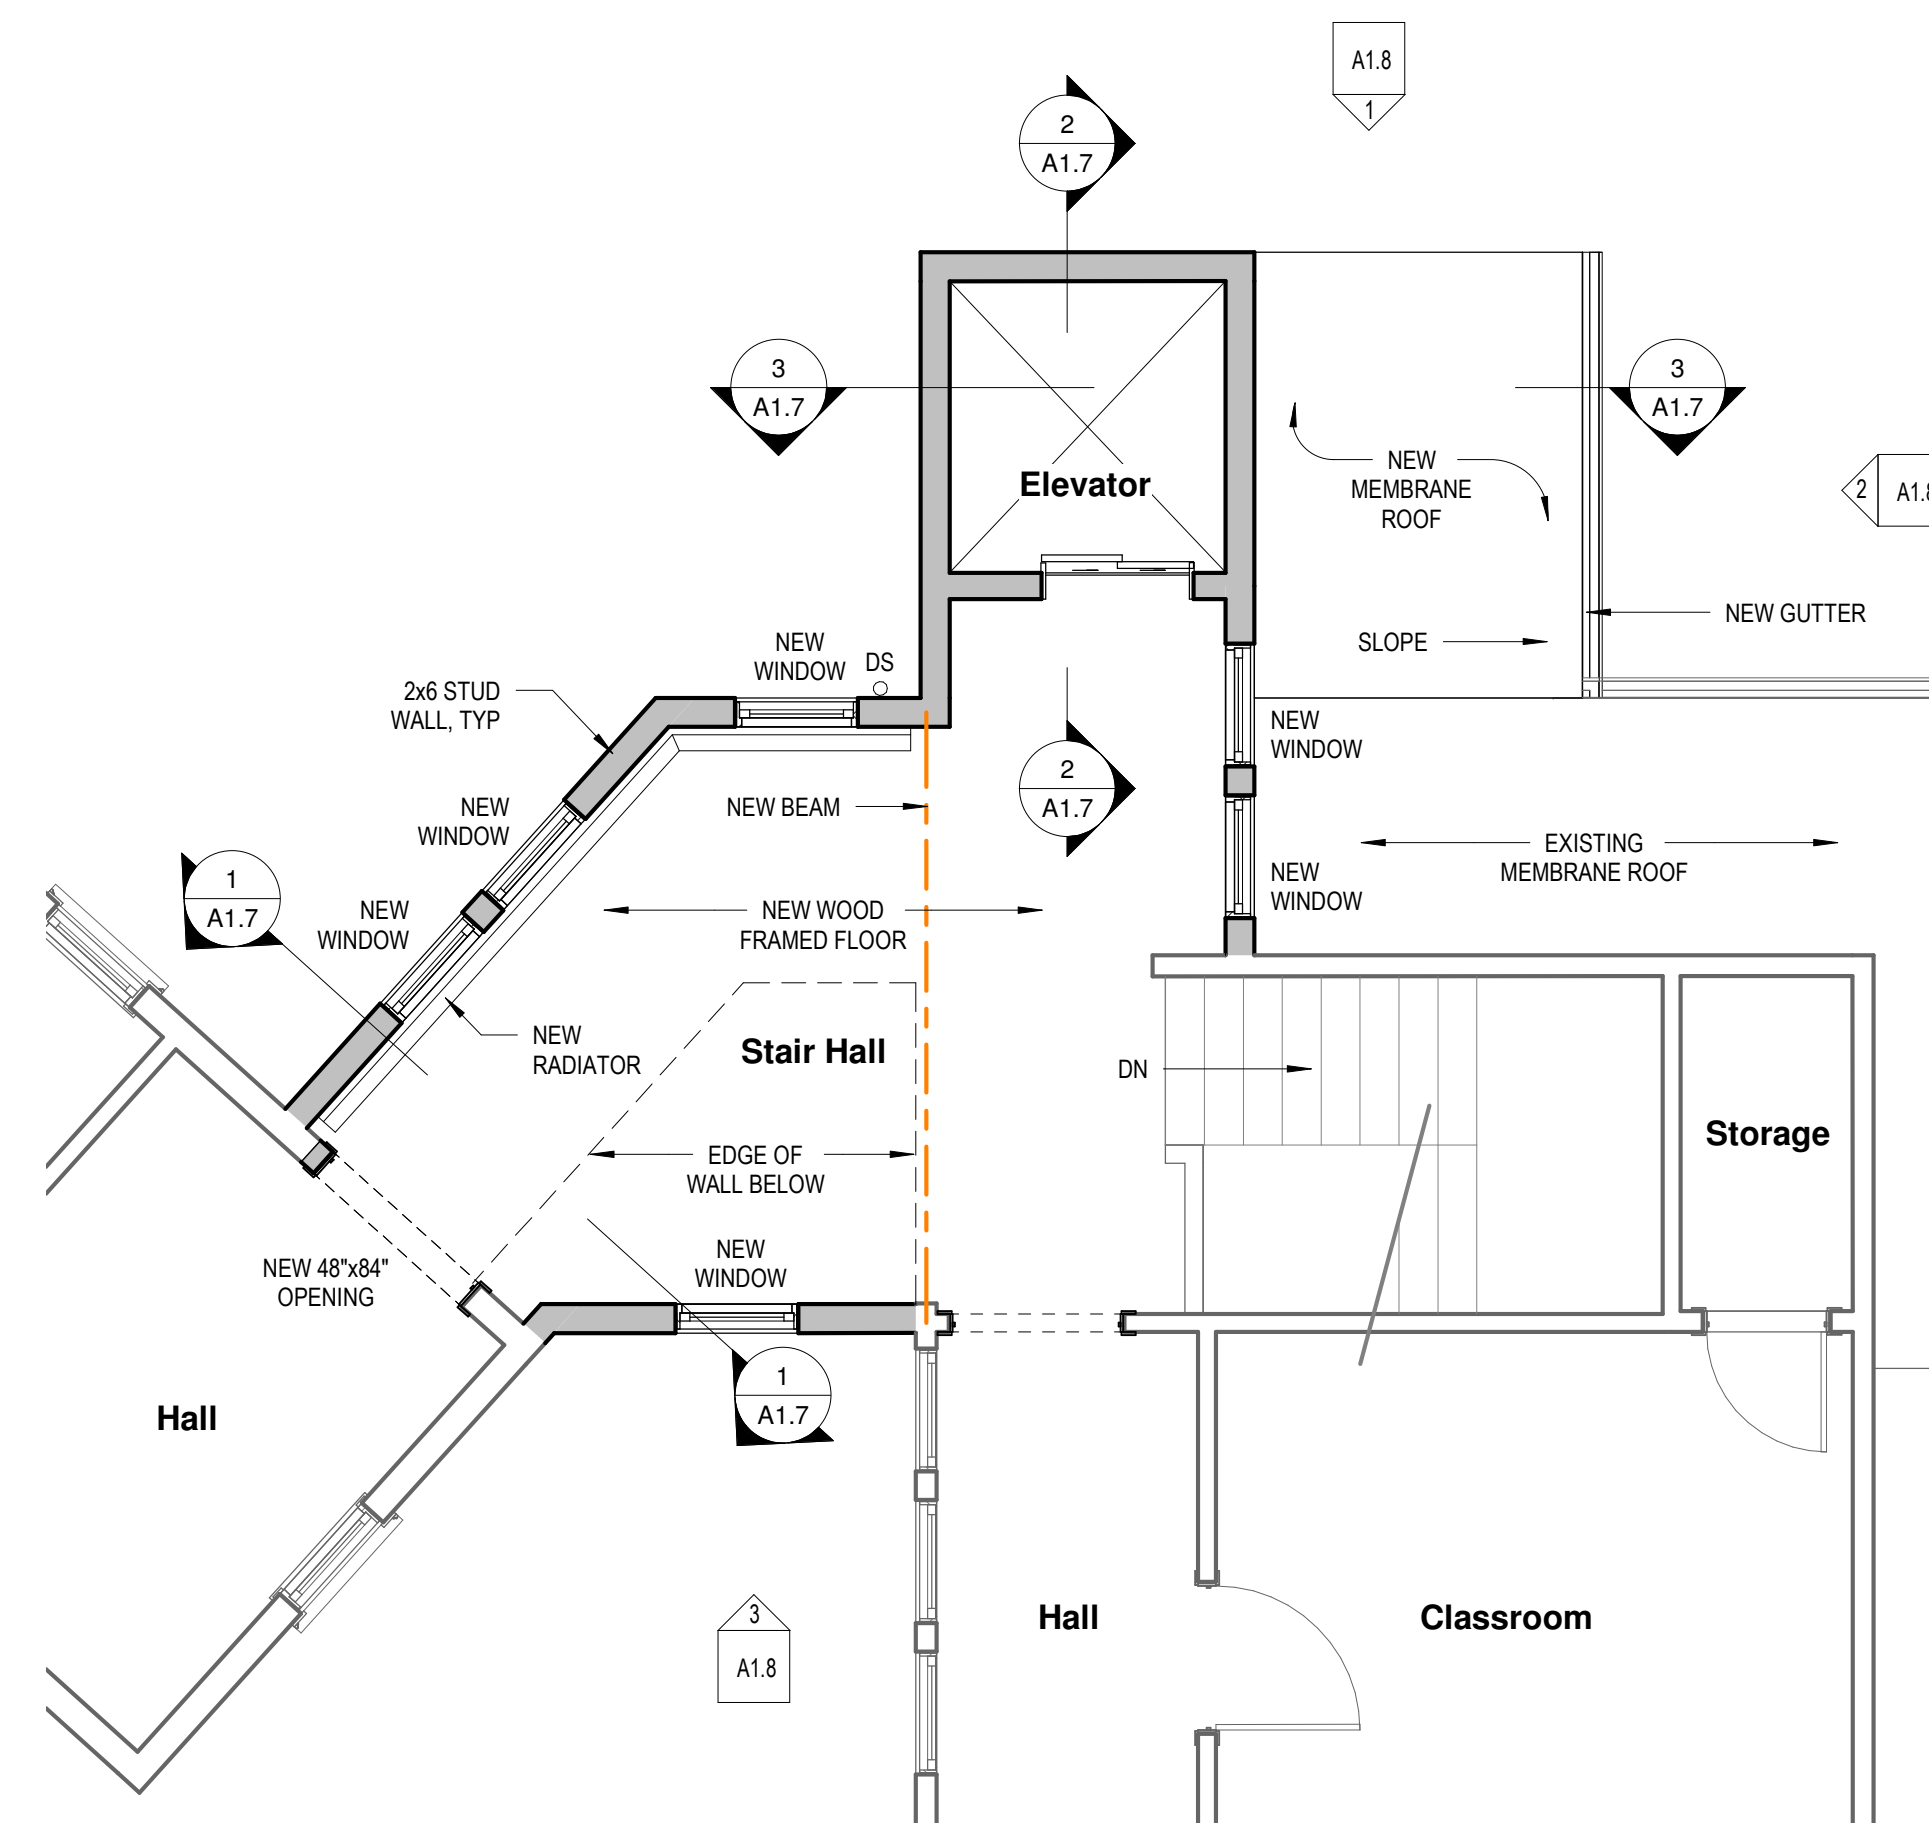 A1.8
1
2
A1.7
3
A1.7
3
A1.7
Elevator
NEW
MEMBRANE
ROOF
2
A1.8
NEW GUTTER
SLOPE
NEW
WINDOW
DS
2x6 STUD
WALL, TYP
NEW
WINDOW
2
A1.7
NEW BEAM
NEW
WINDOW
EXISTING
MEMBRANE ROOF
NEW
WINDOW
1
A1.7
NEW
WINDOW
NEW WOOD
FRAMED FLOOR
NEW
RADIATOR
Stair Hall
DN
Storage
EDGE OF
WALL BELOW
NEW 48"x84"
OPENING
NEW
WINDOW
1
A1.7
Hall
3
A1.8
Hall
Classroom